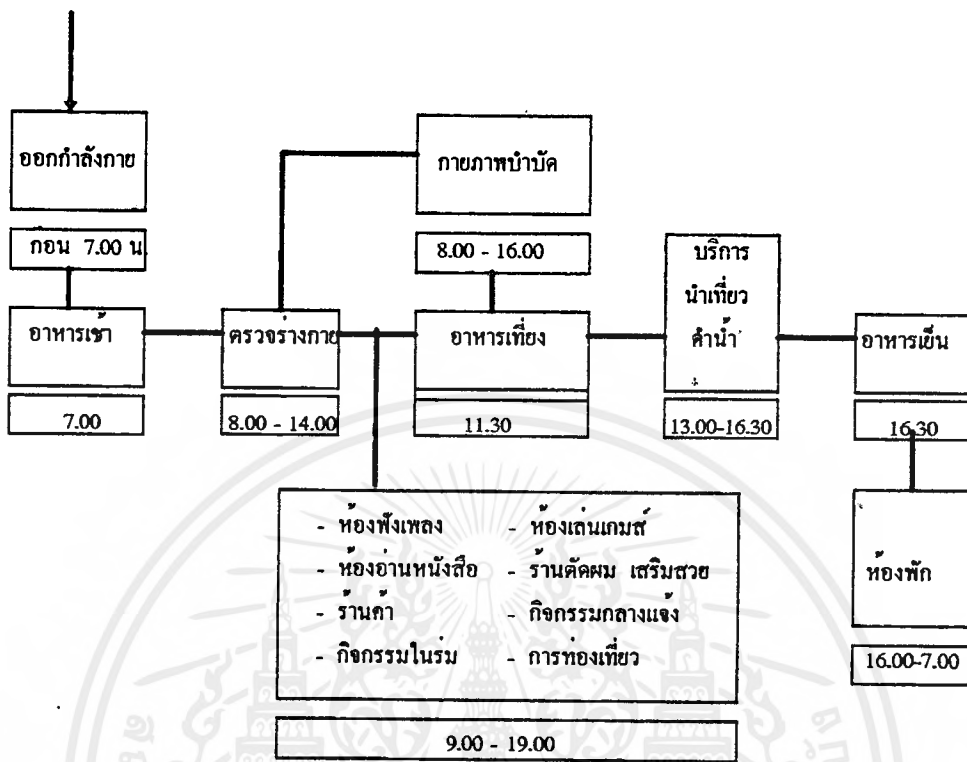 ออกกำลังกาย
กอน 7.00 น
อาหารเช้า
7.00
ตรวจร่างกาย
8.00 - 14.00
กายภาพบำบัด
8.00 - 16.00
อาหารเที่ยง
11.30
- ห้องฟังเพลง - ห้องเล่นเกมส์
- ห้องอ่านหนังสือ - ร้านตัดผม เสริมสวย
- ร้านค้า - กิจกรรมกลางแจ้ง
- กิจกรรมในร่ม - การท่องเที่ยว
9.00 - 19.00
บริการ
นำเที่ยว
ดำน้ำ
13.00-16.30
อาหารเย็น
16.30
ห้องพัก
16.00-7.00